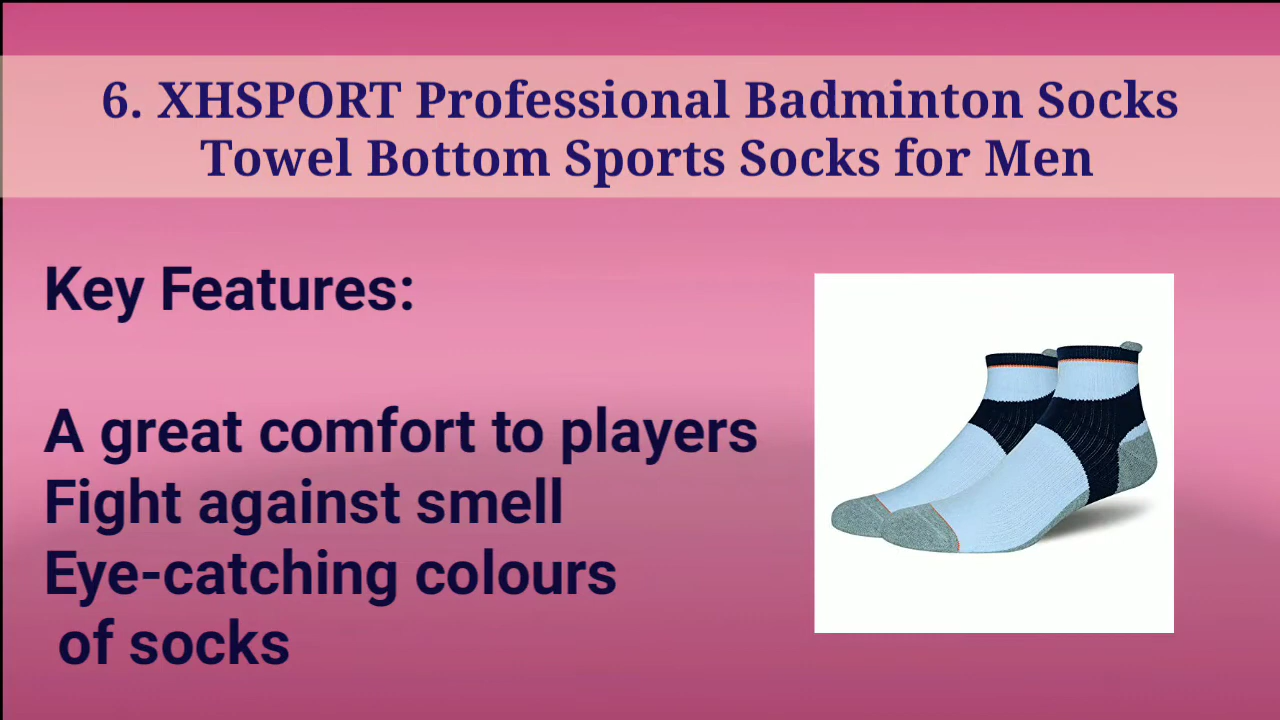 6. XHSPORT Professional Badminton Socks
Towel Bottom Sports Socks for Men
Key Features:
A great comfort to players
Fight against smell
Eye-catching colours
of socks